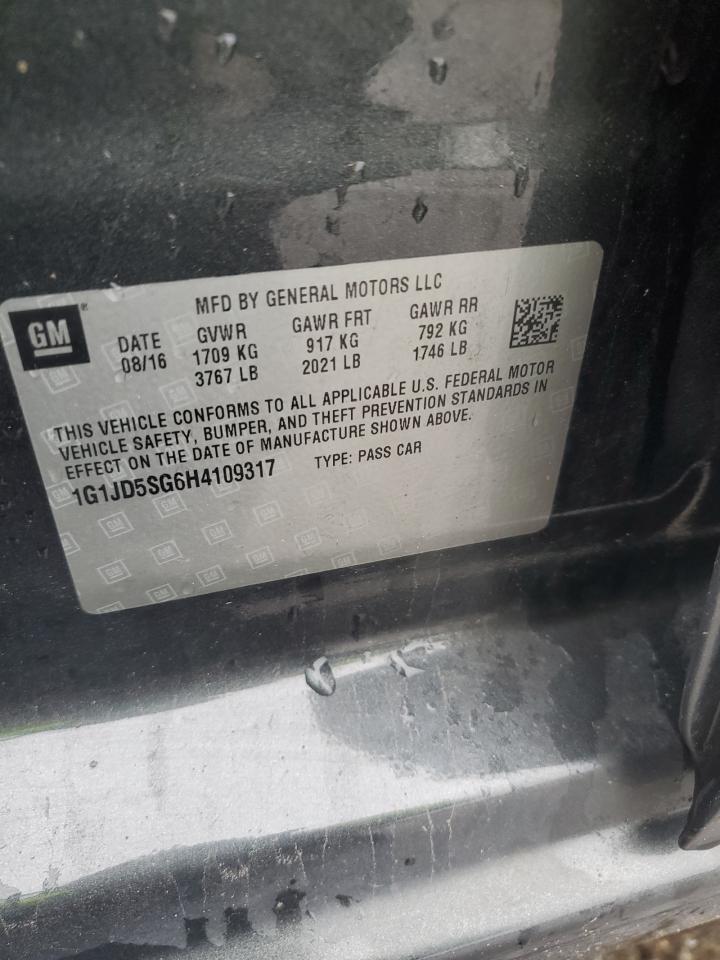 MFD BY GENERAL MOTORS LLC
GM ®
DATE GVWR GAWR FRT GAWR RR
08/16 1709 KG 917 KG 792 KG
3767 LB 2021 LB 1746 LB
THIS VEHICLE CONFORMS TO ALL APPLICABLE U.S. FEDERAL MOTOR
VEHICLE SAFETY, BUMPER, AND THEFT PREVENTION STANDARDS IN
EFFECT ON THE DATE OF MANUFACTURE SHOWN ABOVE.
1G1JD5SG6H4109317 TYPE: PASS CAR